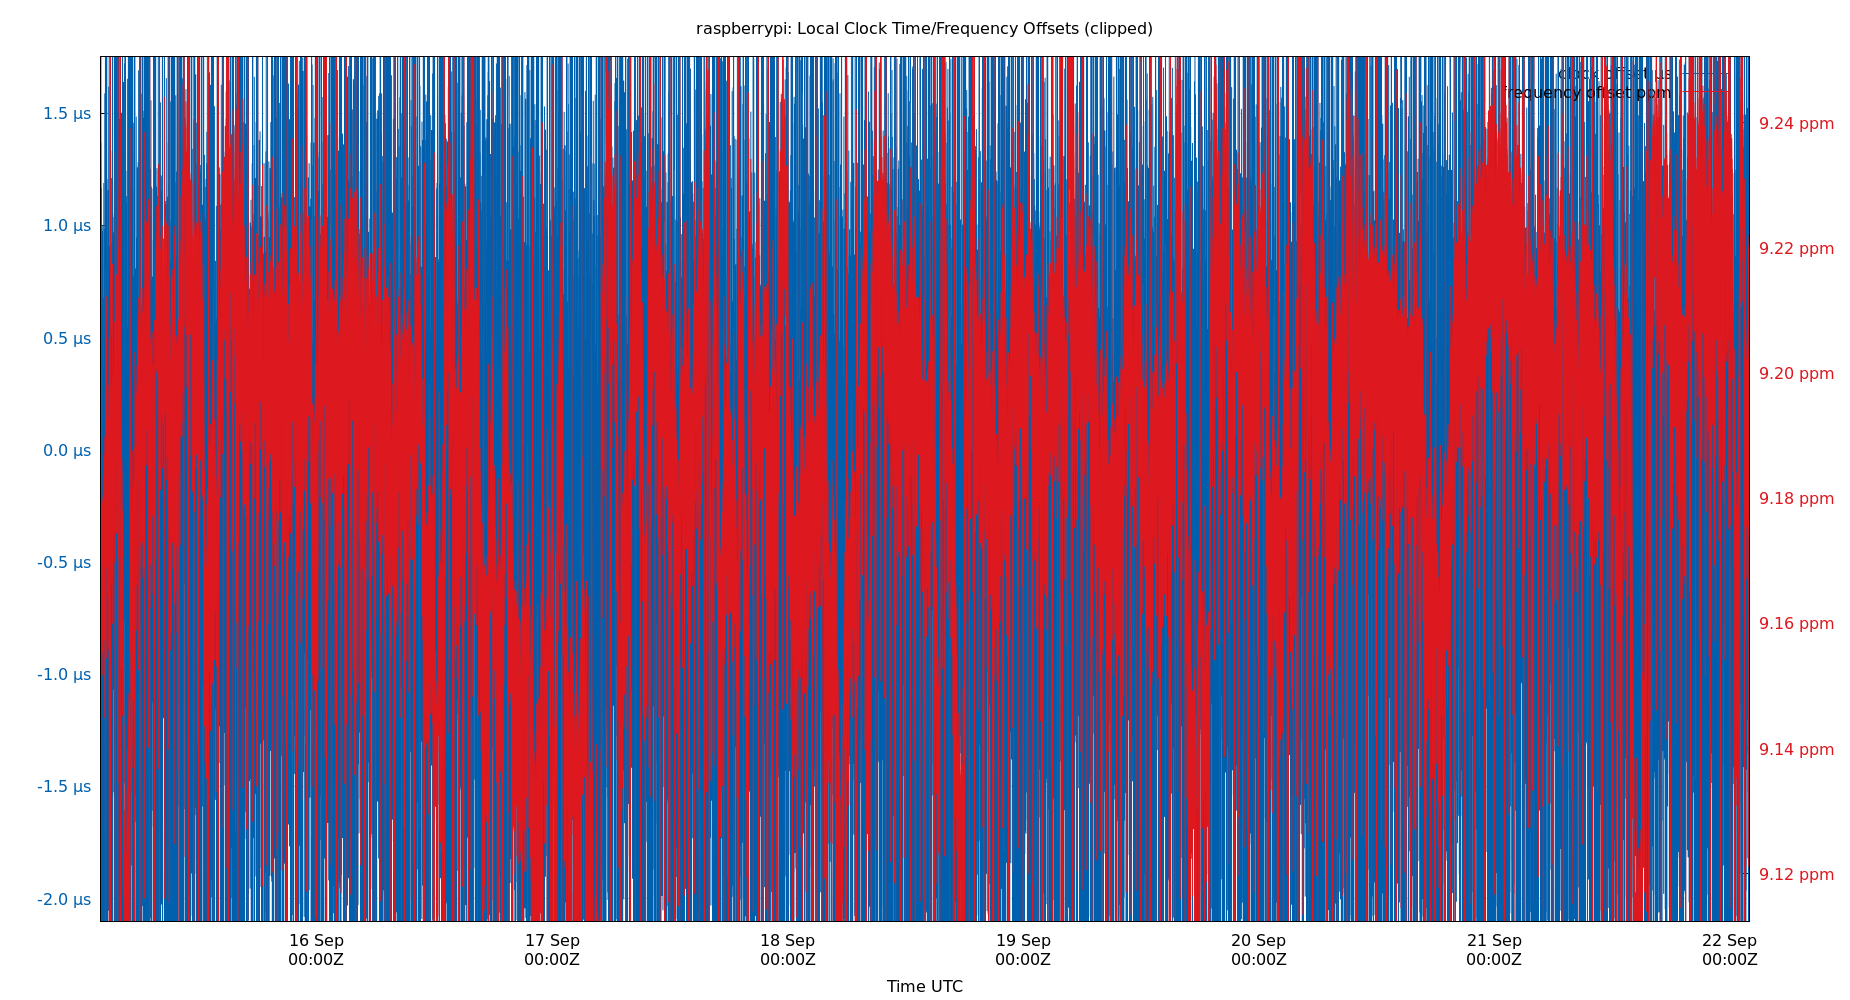 raspberrypi: Local Clock Time/Frequency Offsets (clipped)
clock offset µs
frequency offset ppm
1.5 µs
1.0 µs
0.5 µs
0.0 µs
-0.5 µs
-1.0 µs
-1.5 µs
-2.0 µs
9.24 ppm
9.22 ppm
9.20 ppm
9.18 ppm
9.16 ppm
9.14 ppm
9.12 ppm
16 Sep
00:00Z
17 Sep
00:00Z
18 Sep
00:00Z
19 Sep
00:00Z
20 Sep
00:00Z
21 Sep
00:00Z
22 Sep
00:00Z
Time UTC